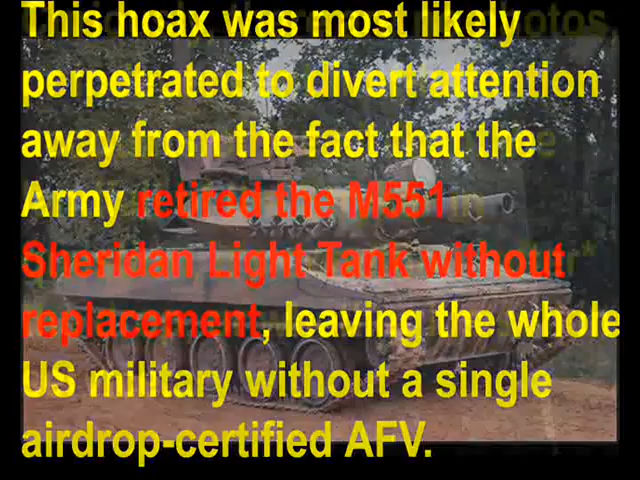 This hoax was most likely
perpetrated to divert attention
away from the fact that the
Army retired the M551
Sheridan Light Tank without
replacement, leaving the whole
US military without a single
airdrop-certified AFV.